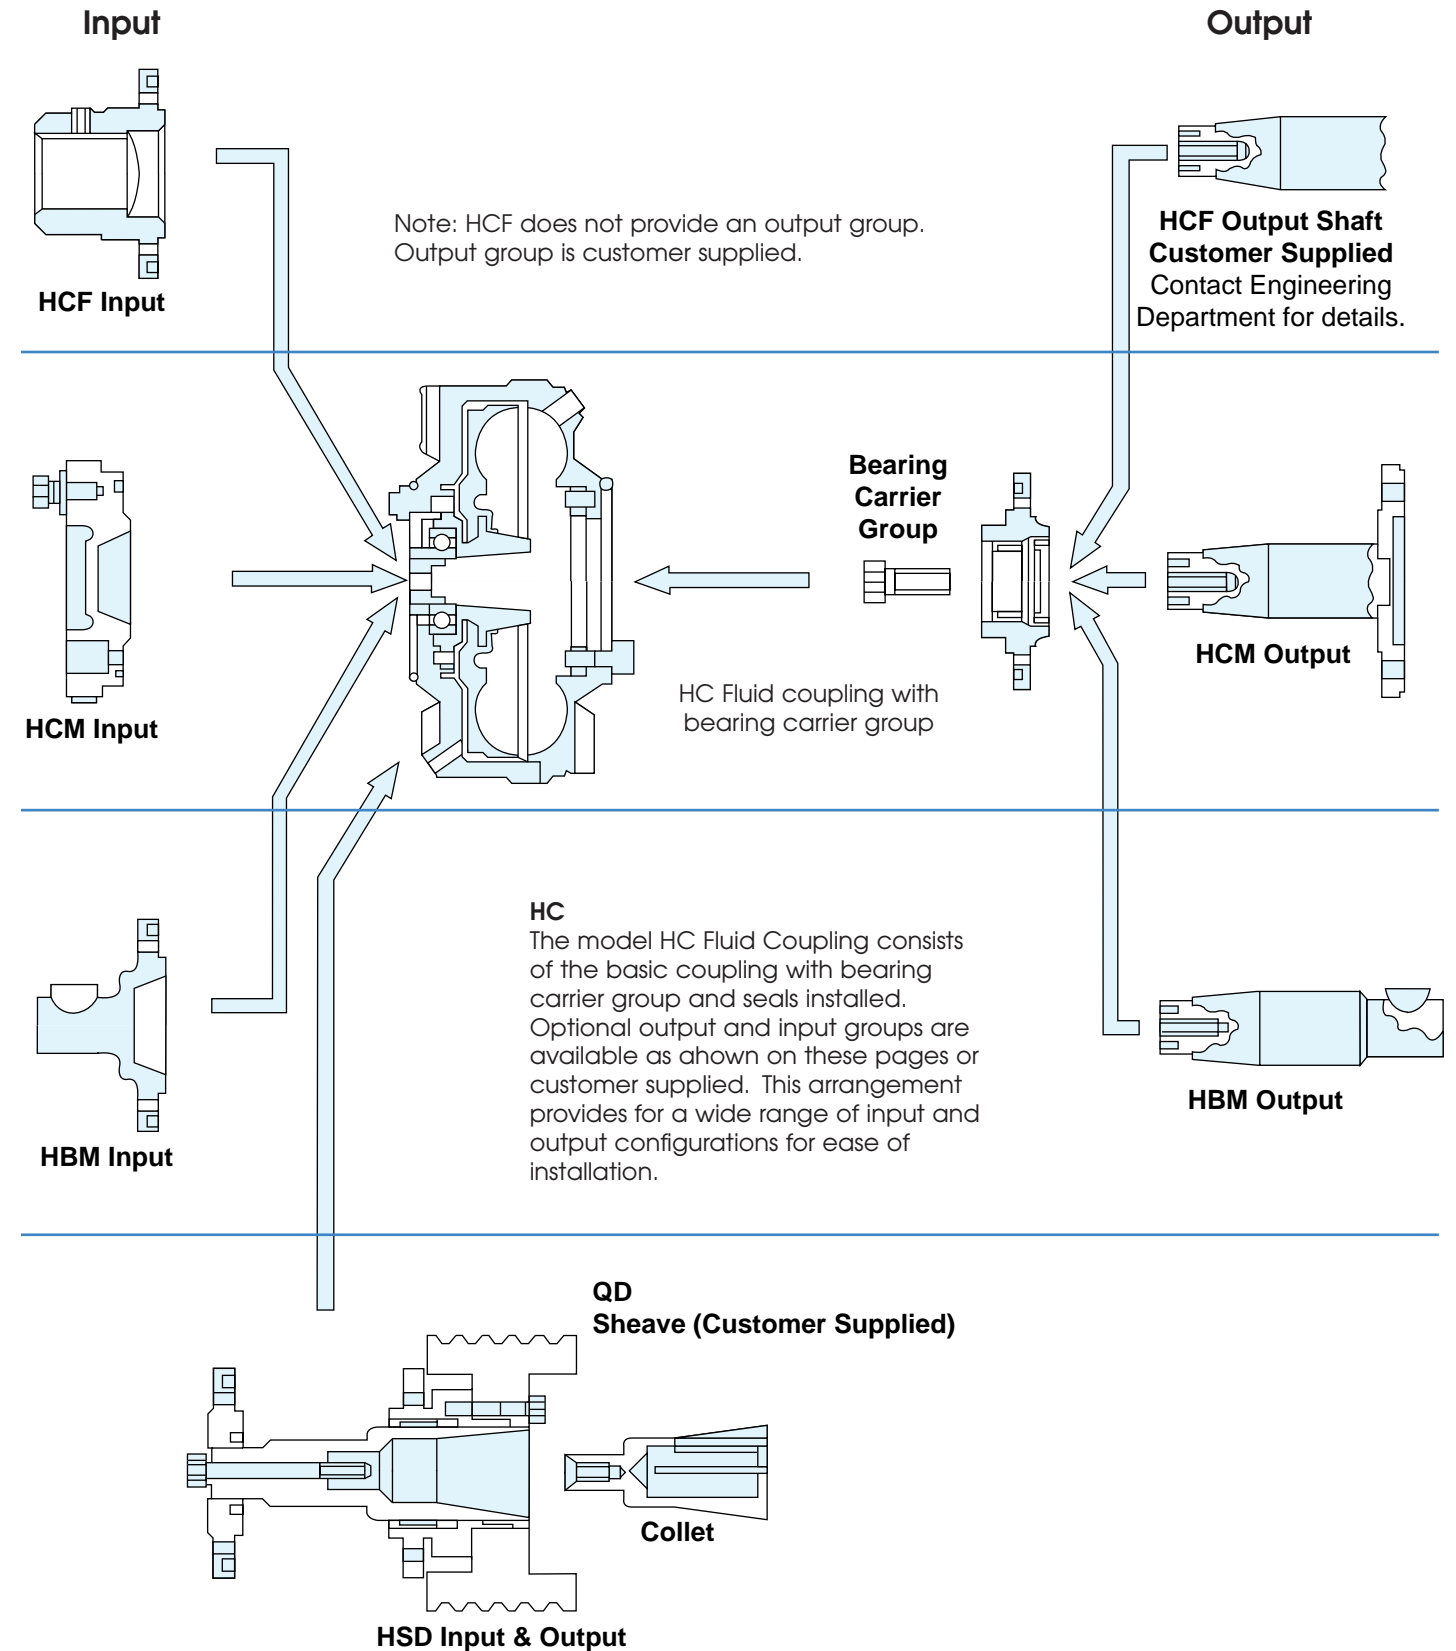 Input
Output
HCF Input
Note: HCF does not provide an output group.
Output group is customer supplied.
HCF Output Shaft
Customer Supplied
Contact Engineering
Department for details.
HCM Input
Bearing
Carrier
Group
HC Fluid coupling with
bearing carrier group
HCM Output
HBM Input
HC
The model HC Fluid Coupling consists
of the basic coupling with bearing
carrier group and seals installed.
Optional output and input groups are
available as ahown on these pages or
customer supplied.  This arrangement
provides for a wide range of input and
output configurations for ease of
installation.
HBM Output
QD
Sheave (Customer Supplied)
Collet
HSD Input & Output